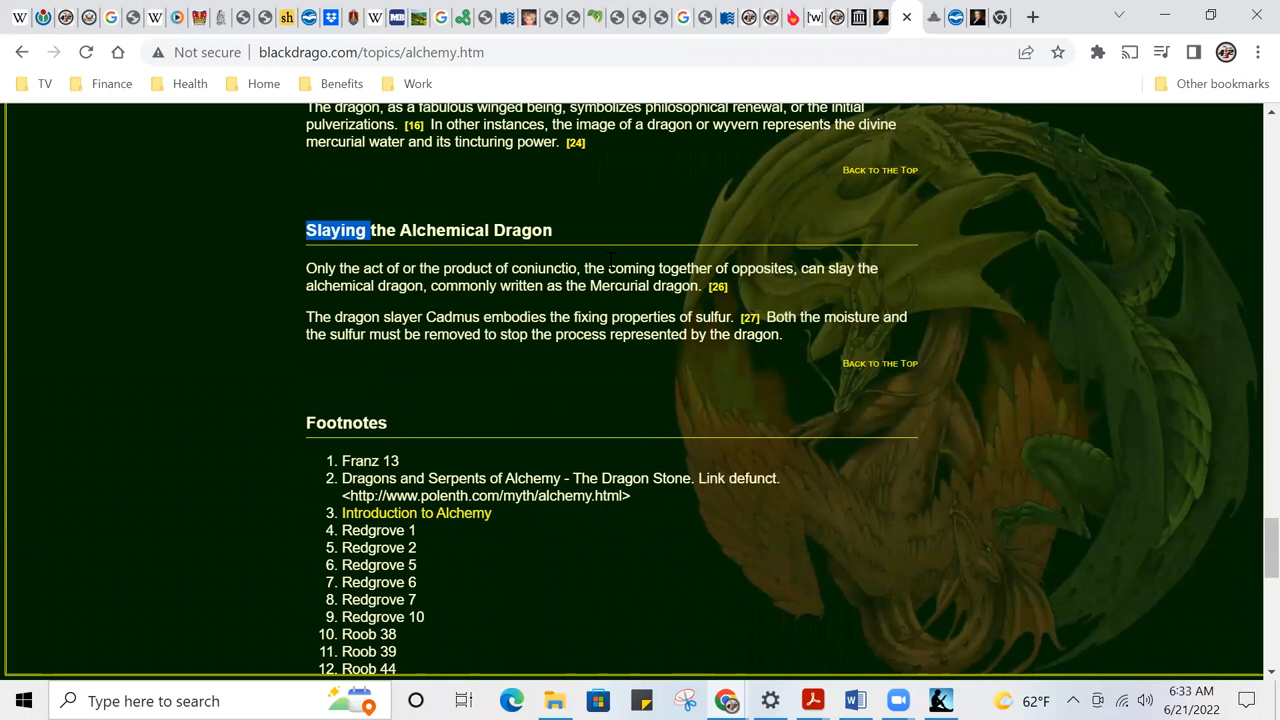 Not secure
blackdrago.com/topics/alchemy.htm
TV
Finance
Health
Home
Benefits
Work
Other bookmarks
The dragon, as a fabulous winged being, symbolizes philosophical renewal, or the initial
pulverizations. [16] In other instances, the image of a dragon or wyvern represents the divine
mercurial water and its tincturing power. [24]
Back to the Top
Slaying the Alchemical Dragon
Only the act of or the product of coniunctio, the coming together of opposites, can slay the
alchemical dragon, commonly written as the Mercurial dragon. [26]
The dragon slayer Cadmus embodies the fixing properties of sulfur. [27] Both the moisture and
the sulfur must be removed to stop the process represented by the dragon.
Back to the Top
Footnotes
1. Franz 13
2. Dragons and Serpents of Alchemy - The Dragon Stone. Link defunct.
<http://www.polenth.com/myth/alchemy.html>
3. Introduction to Alchemy
4. Redgrove 1
5. Redgrove 2
6. Redgrove 5
7. Redgrove 6
8. Redgrove 7
9. Redgrove 10
10. Roob 38
11. Roob 39
12. Roob 44
Type here to search
62°F
6:33 AM
6/21/2022